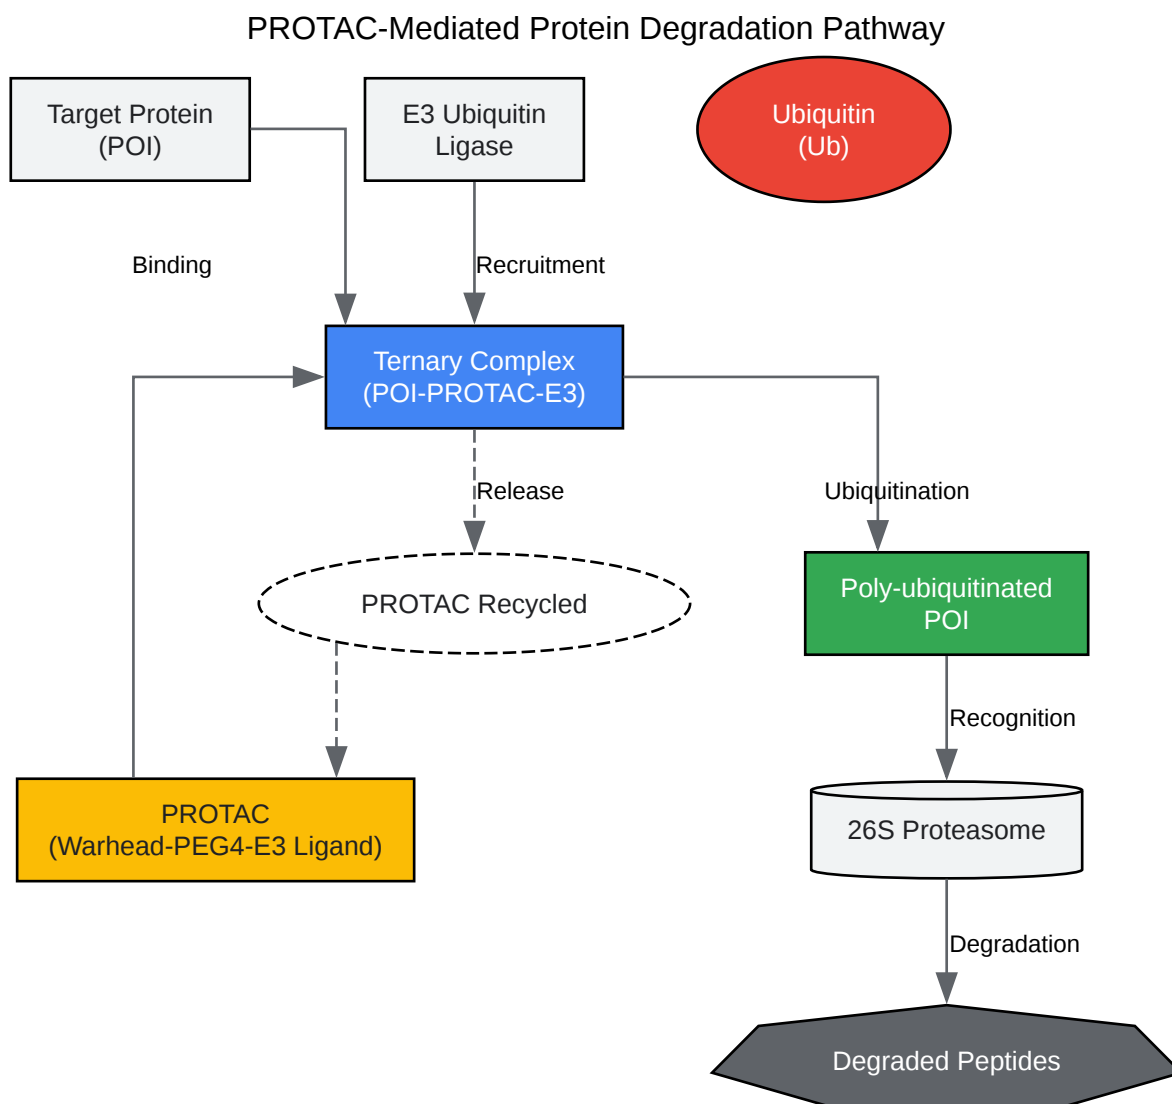 PROTAC-Mediated Protein Degradation Pathway
Target Protein
(POI)
E3 Ubiquitin
Ligase
Ubiquitin
(Ub)
Binding
Recruitment
Ternary Complex
(POI-PROTAC-E3)
Release
Ubiquitination
PROTAC Recycled
Poly-ubiquitinated
POI
Recognition
PROTAC
(Warhead-PEG4-E3 Ligand)
26S Proteasome
Degradation
Degraded Peptides